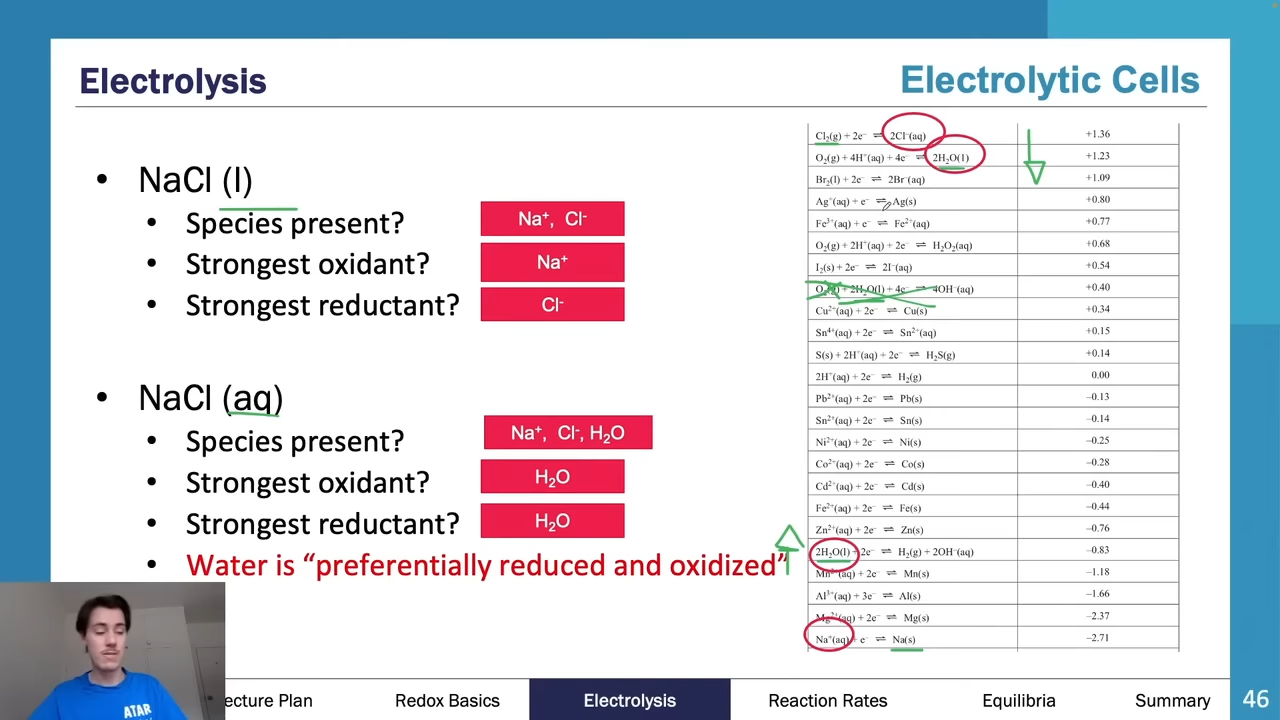 Electrolysis
Electrolytic Cells
• NaCl (l)
• Species present?
Na⁺, Cl⁻
• Strongest oxidant?
Na⁺
• Strongest reductant?
Cl⁻
• NaCl (aq)
• Species present?
Na⁺, Cl⁻, H₂O
• Strongest oxidant?
H₂O
• Strongest reductant?
H₂O
• Water is “preferentially reduced and oxidized”
Cl₂(g) + 2e⁻ ⇌ 2Cl⁻(aq) +1.36
O₂(g) + 4H⁺(aq) + 4e⁻ ⇌ 2H₂O(l) +1.23
Br₂(l) + 2e⁻ ⇌ 2Br⁻(aq) +1.09
Ag⁺(aq) + e⁻ ⇌ Ag(s) +0.80
Fe³⁺(aq) + e⁻ ⇌ Fe²⁺(aq) +0.77
O₂(g) + 2H⁺(aq) + 2e⁻ ⇌ H₂O₂(aq) +0.68
I₂(s) + 2e⁻ ⇌ 2I⁻(aq) +0.54
O₂(g) + 2H₂O(l) + 4e⁻ ⇌ 4OH⁻(aq) +0.40
Cu²⁺(aq) + 2e⁻ ⇌ Cu(s) +0.34
Sn⁴⁺(aq) + 2e⁻ ⇌ Sn²⁺(aq) +0.15
S(s) + 2H⁺(aq) + 2e⁻ ⇌ H₂S(g) +0.14
2H⁺(aq) + 2e⁻ ⇌ H₂(g) 0.00
Pb²⁺(aq) + 2e⁻ ⇌ Pb(s) –0.13
Sn²⁺(aq) + 2e⁻ ⇌ Sn(s) –0.14
Ni²⁺(aq) + 2e⁻ ⇌ Ni(s) –0.25
Co²⁺(aq) + 2e⁻ ⇌ Co(s) –0.28
Cd²⁺(aq) + 2e⁻ ⇌ Cd(s) –0.40
Fe²⁺(aq) + 2e⁻ ⇌ Fe(s) –0.44
Zn²⁺(aq) + 2e⁻ ⇌ Zn(s) –0.76
2H₂O(l) + 2e⁻ ⇌ H₂(g) + 2OH⁻(aq) –0.83
Mn²⁺(aq) + 2e⁻ ⇌ Mn(s) –1.18
Al³⁺(aq) + 3e⁻ ⇌ Al(s) –1.66
Mg²⁺(aq) + 2e⁻ ⇌ Mg(s) –2.37
Na⁺(aq) + e⁻ ⇌ Na(s) –2.71
ATAR
ecture Plan
Redox Basics
Electrolysis
Reaction Rates
Equilibria
Summary
46